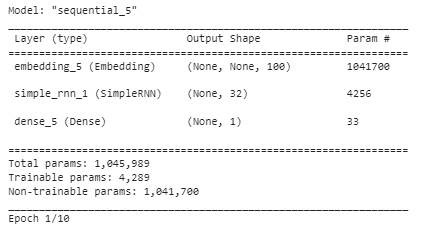 Model: "sequential_5"
Layer (type) Output Shape Param #
embedding_5 (Embedding) (None, None, 100) 1041700
simple_rnn_1 (SimpleRNN) (None, 32) 4256
dense_5 (Dense) (None, 1) 33
Total params: 1,045,989
Trainable params: 4,289
Non-trainable params: 1,041,700
Epoch 1/10